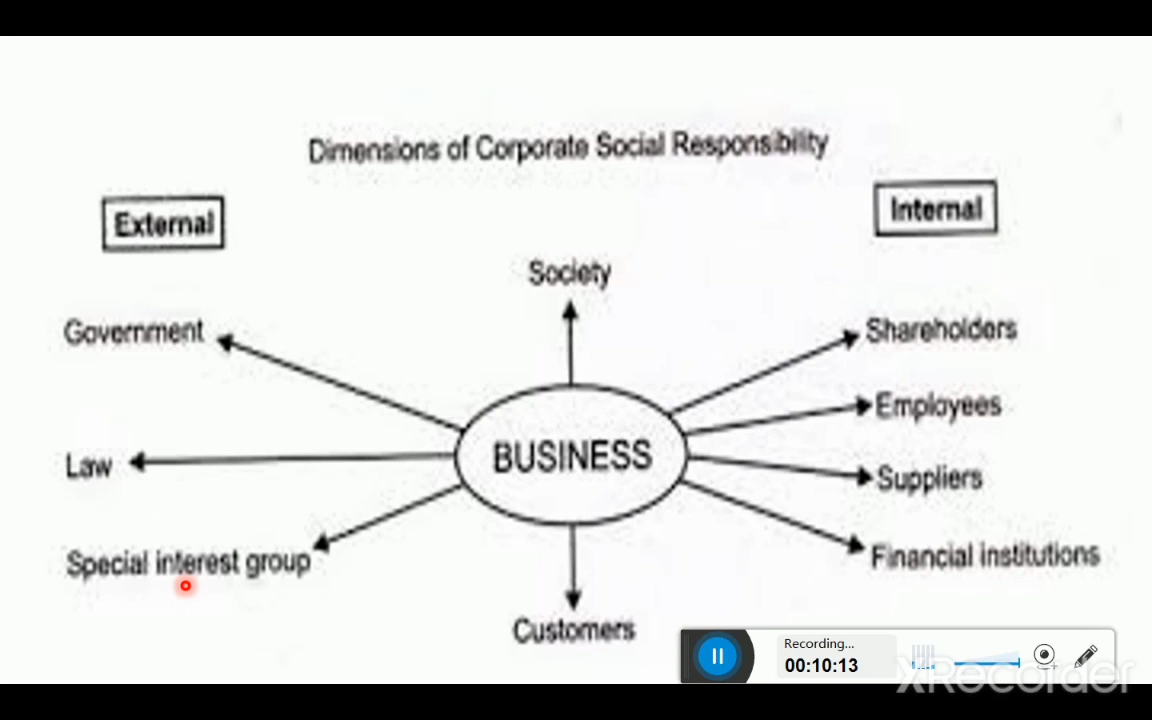 Dimensions of Corporate Social Responsibility
External
Internal
Society
Government
Shareholders
Employees
BUSINESS
Law
Suppliers
Special interest group
Financial institutions
Customers
Recording...
00:10:13
XRecorder